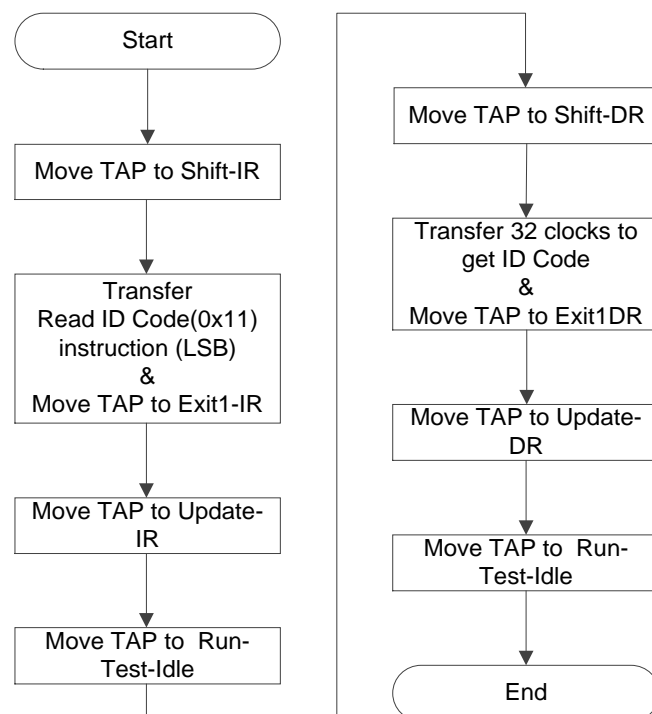 Start
Move TAP to Shift-IR
Transfer
Read ID Code(0x11)
instruction (LSB)
&
Move TAP to Exit1-IR
Move TAP to Update-
IR
Move TAP to  Run-
Test-Idle
Move TAP to Shift-DR
Transfer 32 clocks to
get ID Code
&
Move TAP to Exit1DR
Move TAP to Update-
DR
Move TAP to  Run-
Test-Idle
End